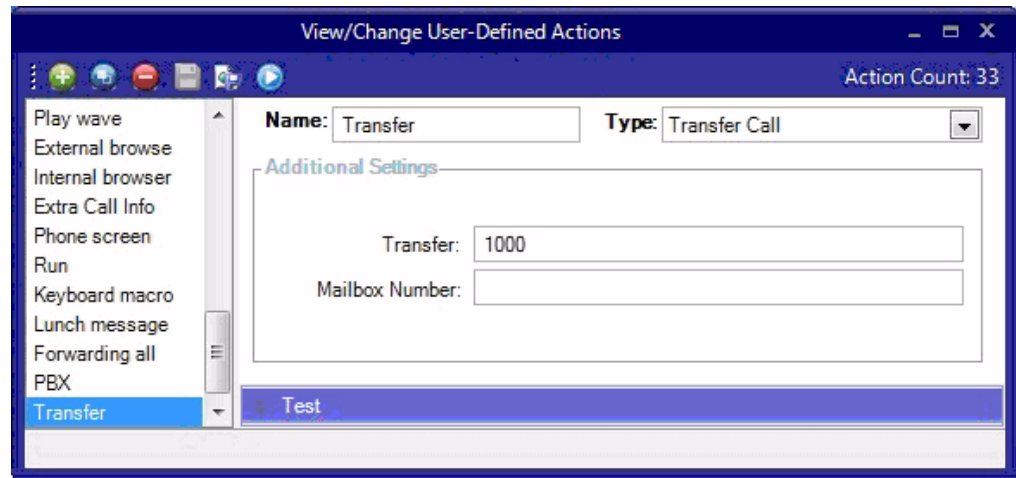 View/Change User-Defined Actions
Action Count: 33
Play wave
External browse
Internal browser
Extra Call Info
Phone screen
Run
Keyboard macro
Lunch message
Forwarding all
PBX
Transfer
Name: Transfer Type: Transfer Call
Additional Settings
Transfer: 1000
Mailbox Number:
Test